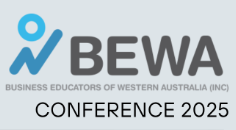 BEWA
BUSINESS EDUCATORS OF WESTERN AUSTRALIA (INC)
CONFERENCE 2025